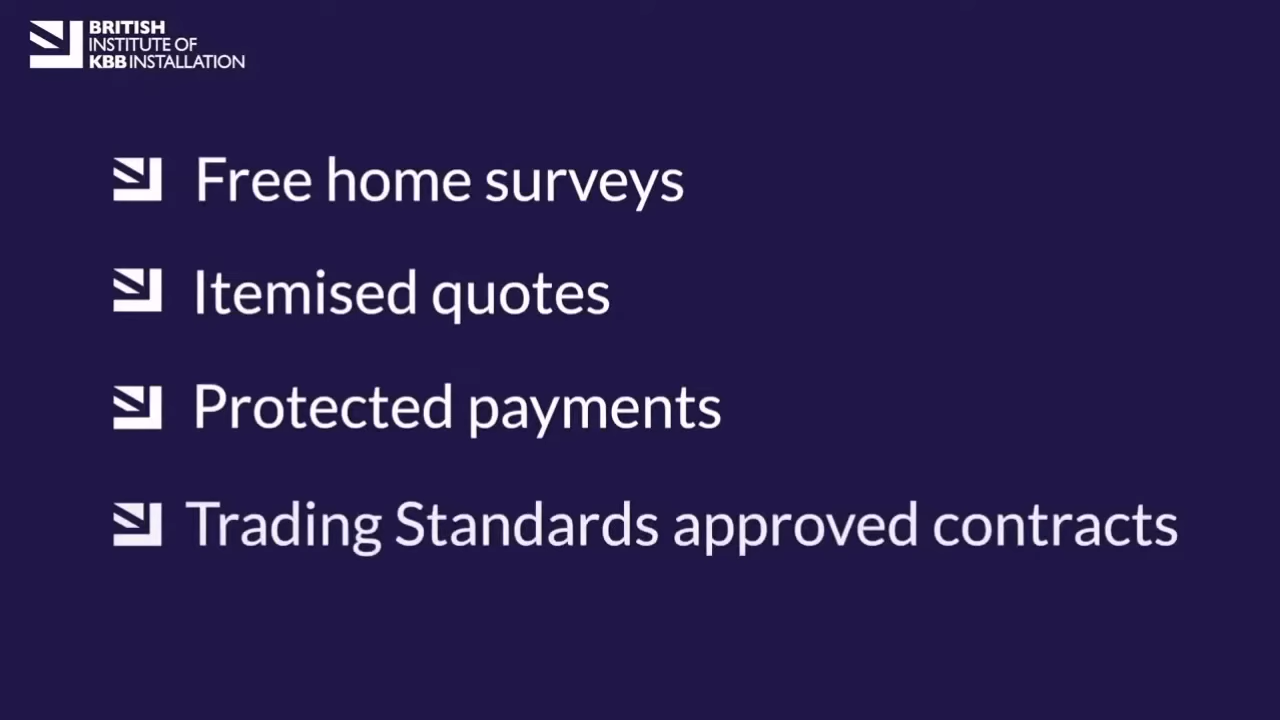 BRITISH
INSTITUTE OF
KBB INSTALLATION
Free home surveys
Itemised quotes
Protected payments
Trading Standards approved contracts